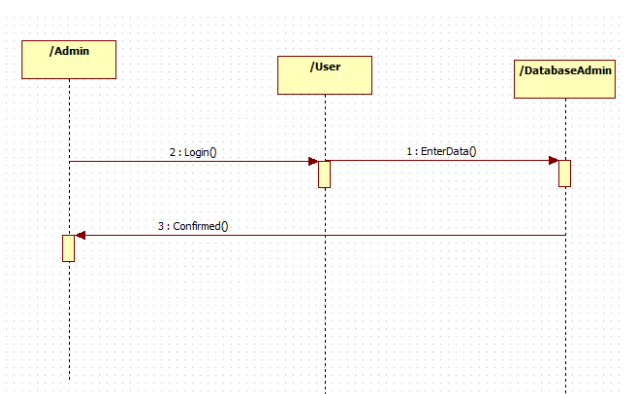 /Admin
/User
/DatabaseAdmin
2 : Login()
1 : EnterData()
3 : Confirmed()